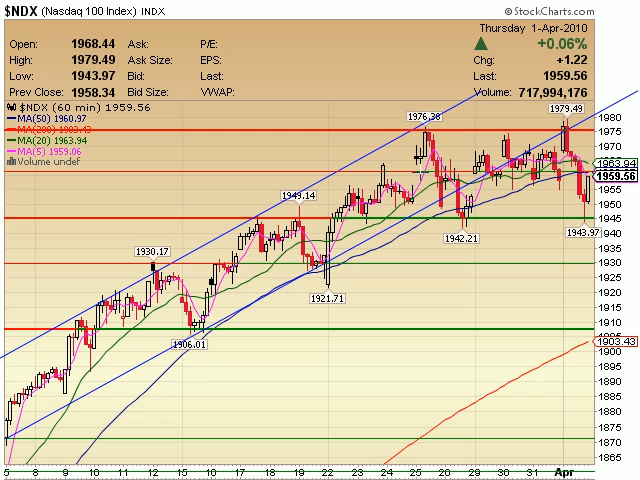 $NDX (Nasdaq 100 Index) INDX
© StockCharts.com
Thursday 1-Apr-2010
Open: 1968.44 Ask: P/E: +0.06%
High: 1979.49 Ask Size: EPS: Chg: +1.22
Low: 1943.97 Bid: Last: Last: 1959.56
Prev Close: 1958.34 Bid Size: VWAP: Volume: 717,994,176
$NDX (60 min) 1959.56
MA(50) 1960.97
MA(200) 1903.43
MA(20) 1963.94
MA(5) 1959.06
Volume undef
1976.38
1979.49
1949.14
1930.17
1942.21
1943.97
1921.71
1906.01
1980
1975
1970
1963.94
1959.56
1950
1945
1940
1935
1930
1925
1920
1915
1910
1903.43
1895
1890
1885
1880
1875
1870
1865
5 8 9 10 11 12 15 16 17 18 19 22 23 24 25 26 29 30 31 Apr